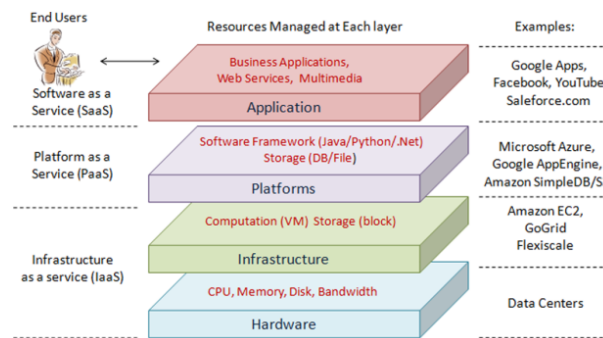 End Users
Resources Managed at Each layer
Examples:
Business Applications,
Web Services, Multimedia
Application
Software as a
Service (SaaS)
Google Apps,
Facebook, YouTube
Saleforce.com
Software Framework (Java/Python/.Net)
Storage (DB/File)
Platforms
Platform as a
Service (PaaS)
Microsoft Azure,
Google AppEngine,
Amazon SimpleDB/S
Computation (VM) Storage (block)
Infrastructure
Amazon EC2,
GoGrid
Flexiscale
Infrastructure
as a service (IaaS)
CPU, Memory, Disk, Bandwidth
Hardware
Data Centers